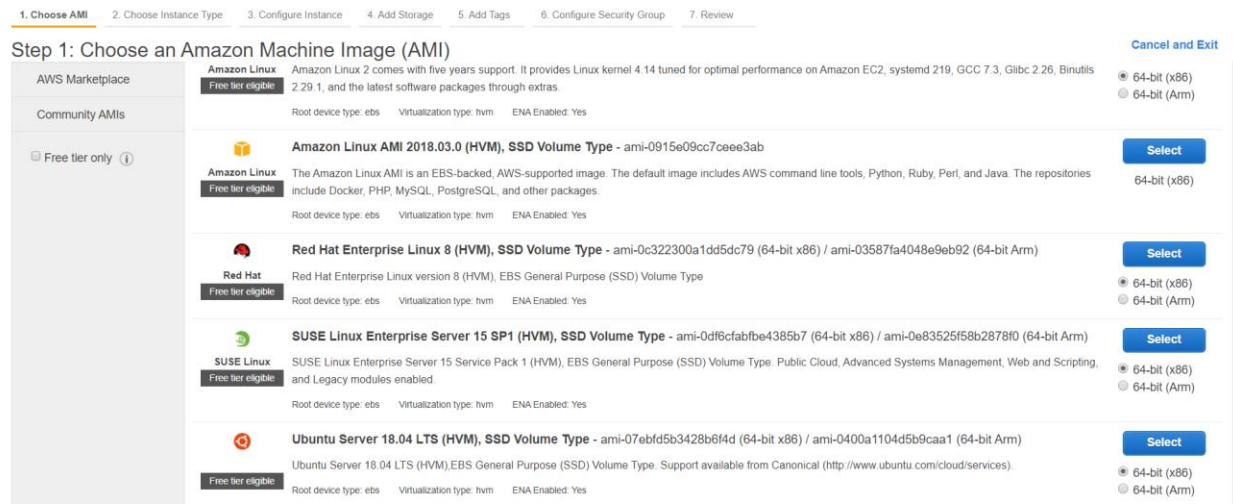 1. Choose AMI 2. Choose Instance Type 3. Configure Instance 4. Add Storage 5. Add Tags 6. Configure Security Group 7. Review
Step 1: Choose an Amazon Machine Image (AMI)
Cancel and Exit
AWS Marketplace
Community AMIs
Free tier only
Amazon Linux
Free tier eligible
Amazon Linux 2 comes with five years support. It provides Linux kernel 4.14 tuned for optimal performance on Amazon EC2, systemd 219, GCC 7.3, Glibc 2.26, Binutils
2.29.1, and the latest software packages through extras.
Root device type: ebs Virtualization type: hvm ENA Enabled: Yes
64-bit (x86)
64-bit (Arm)
Amazon Linux
Free tier eligible
Amazon Linux AMI 2018.03.0 (HVM), SSD Volume Type - ami-0915e09cc7ceee3ab
The Amazon Linux AMI is an EBS-backed, AWS-supported image. The default image includes AWS command line tools, Python, Ruby, Perl, and Java. The repositories
include Docker, PHP, MySQL, PostgreSQL, and other packages.
Root device type: ebs Virtualization type: hvm ENA Enabled: Yes
Select
64-bit (x86)
Red Hat
Free tier eligible
Red Hat Enterprise Linux 8 (HVM), SSD Volume Type - ami-0c322300a1dd5dc79 (64-bit x86) / ami-03587fa4048e9eb92 (64-bit Arm)
Red Hat Enterprise Linux version 8 (HVM), EBS General Purpose (SSD) Volume Type
Root device type: ebs Virtualization type: hvm ENA Enabled: Yes
Select
64-bit (x86)
64-bit (Arm)
SUSE Linux
Free tier eligible
SUSE Linux Enterprise Server 15 SP1 (HVM), SSD Volume Type - ami-0df6cfabfbe4385b7 (64-bit x86) / ami-0e83525f58b2878f0 (64-bit Arm)
SUSE Linux Enterprise Server 15 Service Pack 1 (HVM), EBS General Purpose (SSD) Volume Type. Public Cloud, Advanced Systems Management, Web and Scripting,
and Legacy modules enabled.
Root device type: ebs Virtualization type: hvm ENA Enabled: Yes
Select
64-bit (x86)
64-bit (Arm)
Free tier eligible
Ubuntu Server 18.04 LTS (HVM), SSD Volume Type - ami-07ebfd5b3428b6f4d (64-bit x86) / ami-0400a1104d5b9caa1 (64-bit Arm)
Ubuntu Server 18.04 LTS (HVM),EBS General Purpose (SSD) Volume Type. Support available from Canonical (http://www.ubuntu.com/cloud/services).
Root device type: ebs Virtualization type: hvm ENA Enabled: Yes
Select
64-bit (x86)
64-bit (Arm)